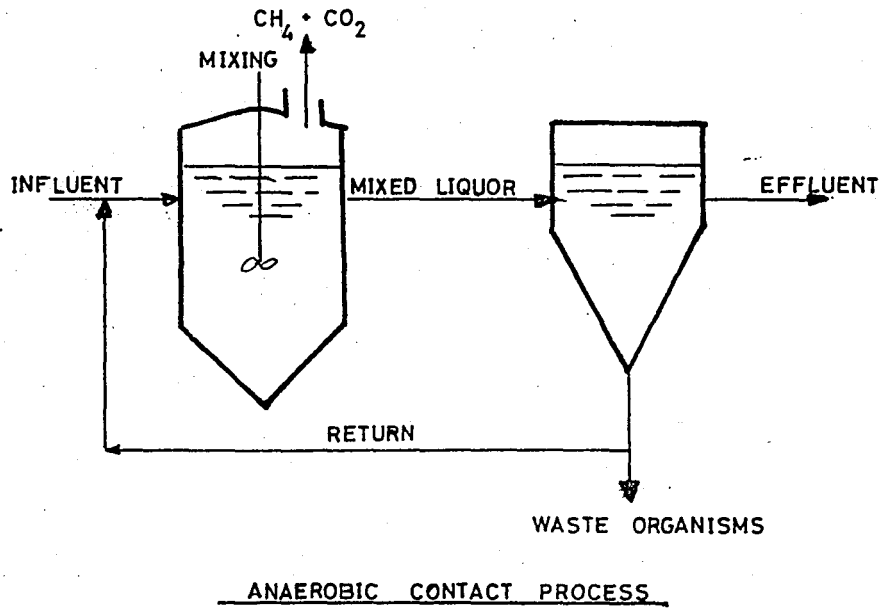 CH4 + CO2
MIXING
INFLUENT
MIXED LIQUOR
EFFLUENT
RETURN
WASTE ORGANISMS
ANAEROBIC CONTACT PROCESS